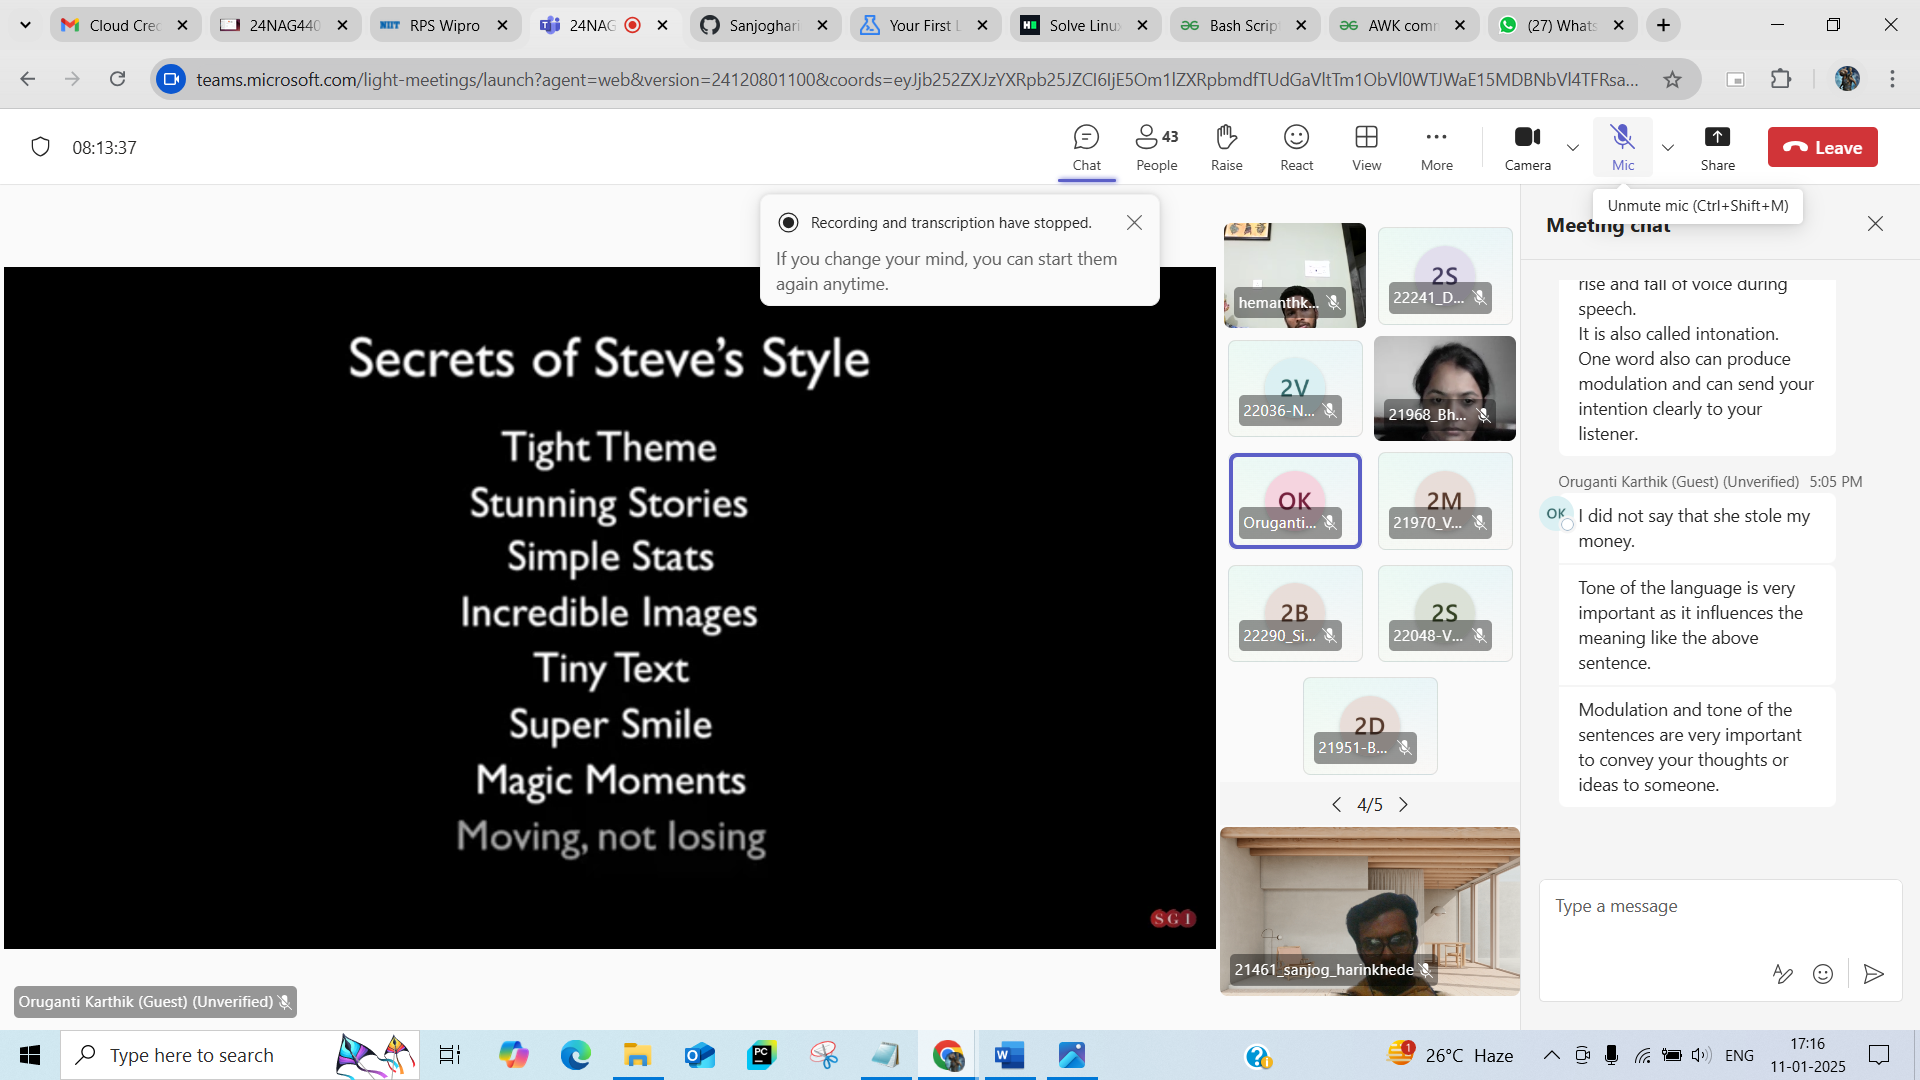 Cloud Crec
24NAG440
RPS Wipro
24NAG
Sanjoghari
Your First L
Solve Linux
Bash Script
AWK comm
(27) Whats
teams.microsoft.com/light-meetings/launch?agent=web&version=24120801100&coords=eyJjb252ZXJzYXRpb25JZCI6IjE5Om1lZXRpbmdfTUdGaVltTm1ObVl0WTJWaE15MDBNbVl4TFRsa...
08:13:37
Chat
43
People
Raise
React
View
More
Camera
Mic
Share
Leave
Unmute mic (Ctrl+Shift+M)
Recording and transcription have stopped.
If you change your mind, you can start them
again anytime.
Secrets of Steve's Style
Tight Theme
Stunning Stories
Simple Stats
Incredible Images
Tiny Text
Super Smile
Magic Moments
Moving, not losing
SGI
Oruganti Karthik (Guest) (Unverified)
hemanthk...
2S
22241_D...
2V
22036-N...
21968_Bh...
OK
Oruganti...
2M
21970_V...
2B
22290_Si...
2S
22048-V...
2D
21951-B...
4/5
21461_sanjog_harinkhede
Meeting chat
rise and fall of voice during
speech.
It is also called intonation.
One word also can produce
modulation and can send your
intention clearly to your
listener.
Oruganti Karthik (Guest) (Unverified) 5:05 PM
OK
I did not say that she stole my
money.
Tone of the language is very
important as it influences the
meaning like the above
sentence.
Modulation and tone of the
sentences are very important
to convey your thoughts or
ideas to someone.
Type a message
Type here to search
26°C Haze
ENG
17:16
11-01-2025